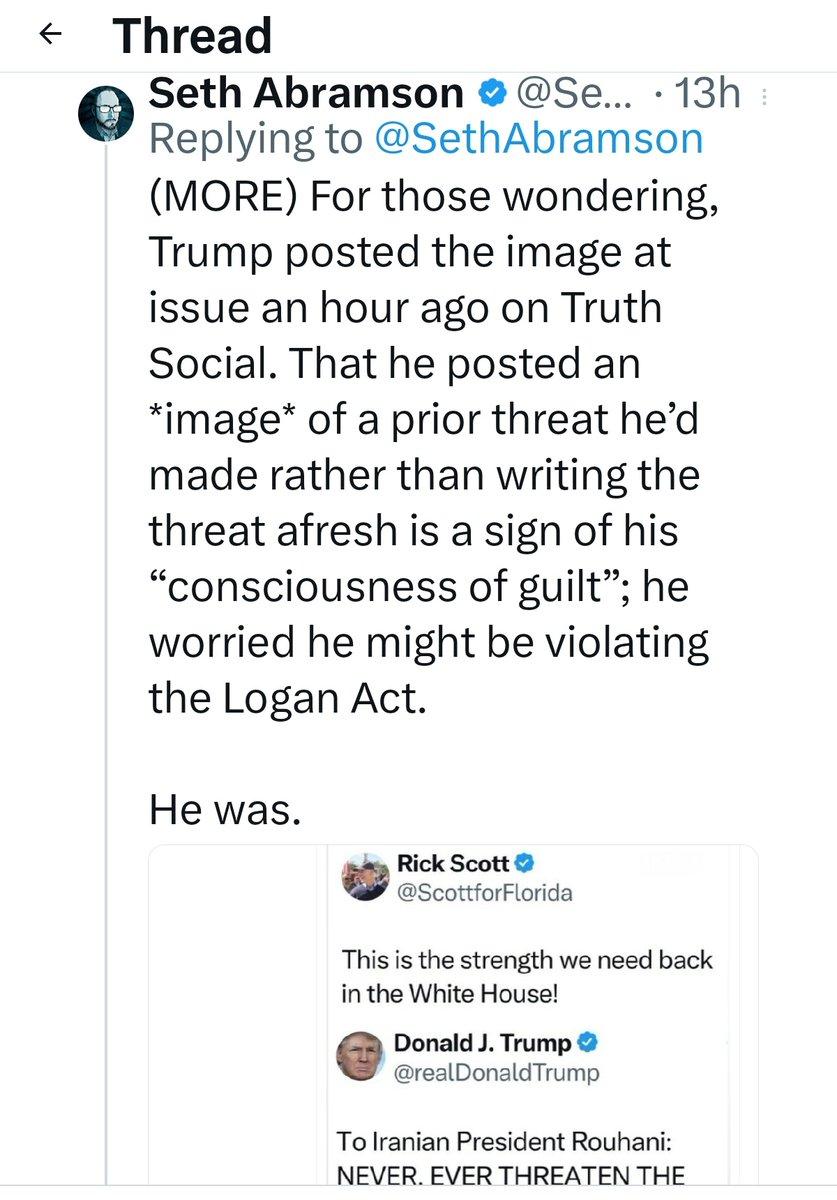 Thread
Seth Abramson @Se... · 13h
Replying to @SethAbramson
(MORE) For those wondering,
Trump posted the image at
issue an hour ago on Truth
Social. That he posted an
*image* of a prior threat he’d
made rather than writing the
threat afresh is a sign of his
“consciousness of guilt”; he
worried he might be violating
the Logan Act.
He was.
Rick Scott
@ScottforFlorida
This is the strength we need back
in the White House!
Donald J. Trump
@realDonaldTrump
To Iranian President Rouhani:
NEVER, EVER THREATEN THE